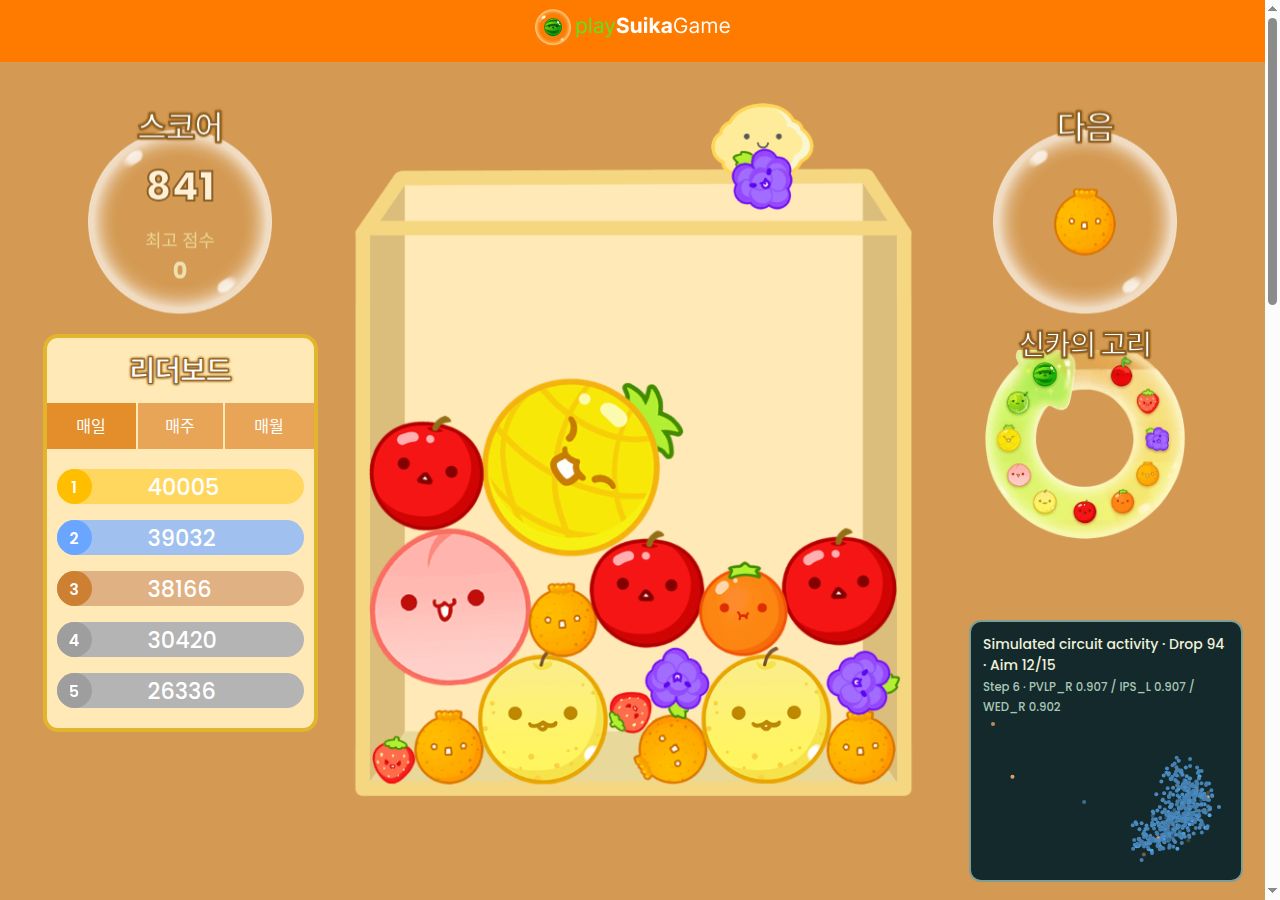 playSuikaGame
스코어
841
최고 점수
0
다음
신카의 고리
리더보드
매일 매주 매월
1 40005
2 39032
3 38166
4 30420
5 26336
Simulated circuit activity · Drop 94
· Aim 12/15
Step 6 · PVLP_R 0.907 / IPS_L 0.907 /
WED_R 0.902